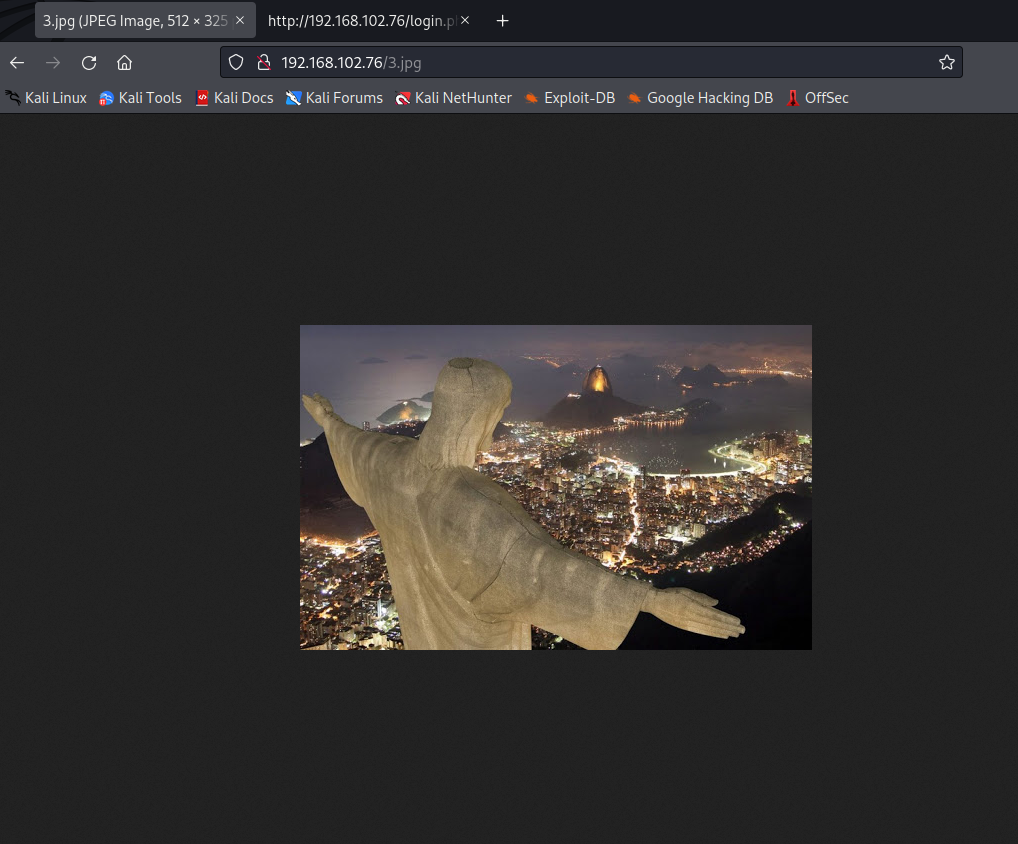 3.jpg (JPEG Image, 512 × 325
http://192.168.102.76/login.p
192.168.102.76/3.jpg
Kali Linux Kali Tools Kali Docs Kali Forums Kali NetHunter Exploit-DB Google Hacking DB OffSec